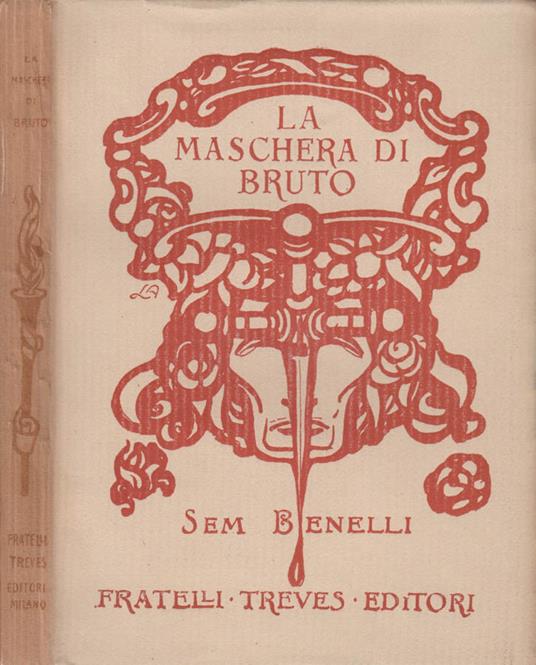 LA
MASCHERA
DI
BRUTO
FRATELLI
TREVES
EDITORI
MILANO
LA
MASCHERA DI
BRUTO
LA
SEM BENELLI
FRATELLI · TREVES · EDITORI